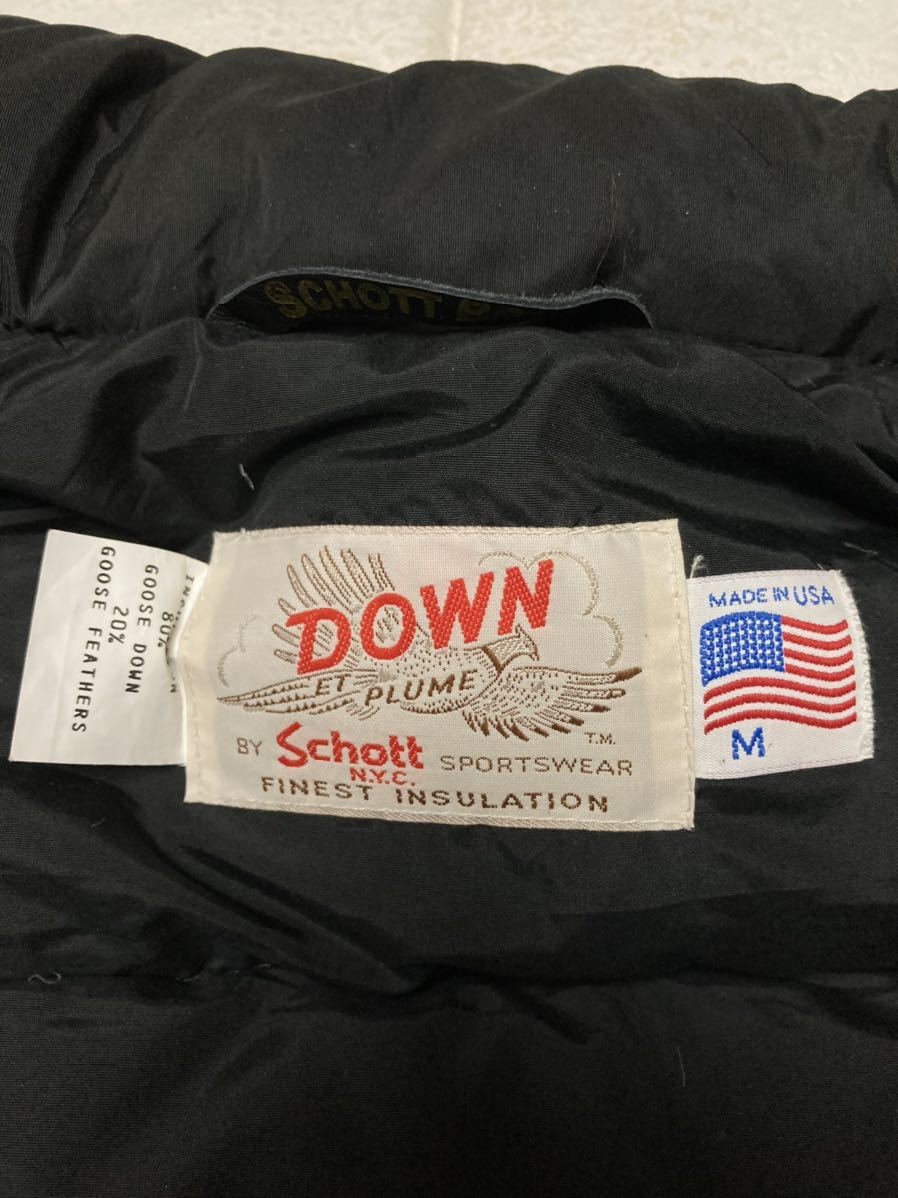 SCHOTT
80%
GOOSE DOWN
20%
GOOSE FEATHERS
DOWN
ET PLUME
BY Schott SPORTSWEAR T.M.
N.Y.C.
FINEST INSULATION
MADE IN USA
M